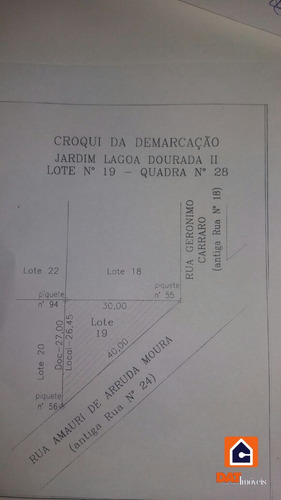 CROQUI DA DEMARCAÇÃO
JARDIM LAGOA DOURADA II
LOTE Nº 19 - QUADRA Nº 28
RUA GERONIMO
CARRARO
(antiga Rua Nº 18)
Lote 22
Lote 18
piquete
nº 94
30,00
piquete
nº 55
Lote
19
Lote 20
Doc-27,00
Local-26,45
40,00
piquete
nº 56
RUA AMAURI DE ARRUDA MOURA
(antiga Rua Nº 24)
DAT
Imóveis